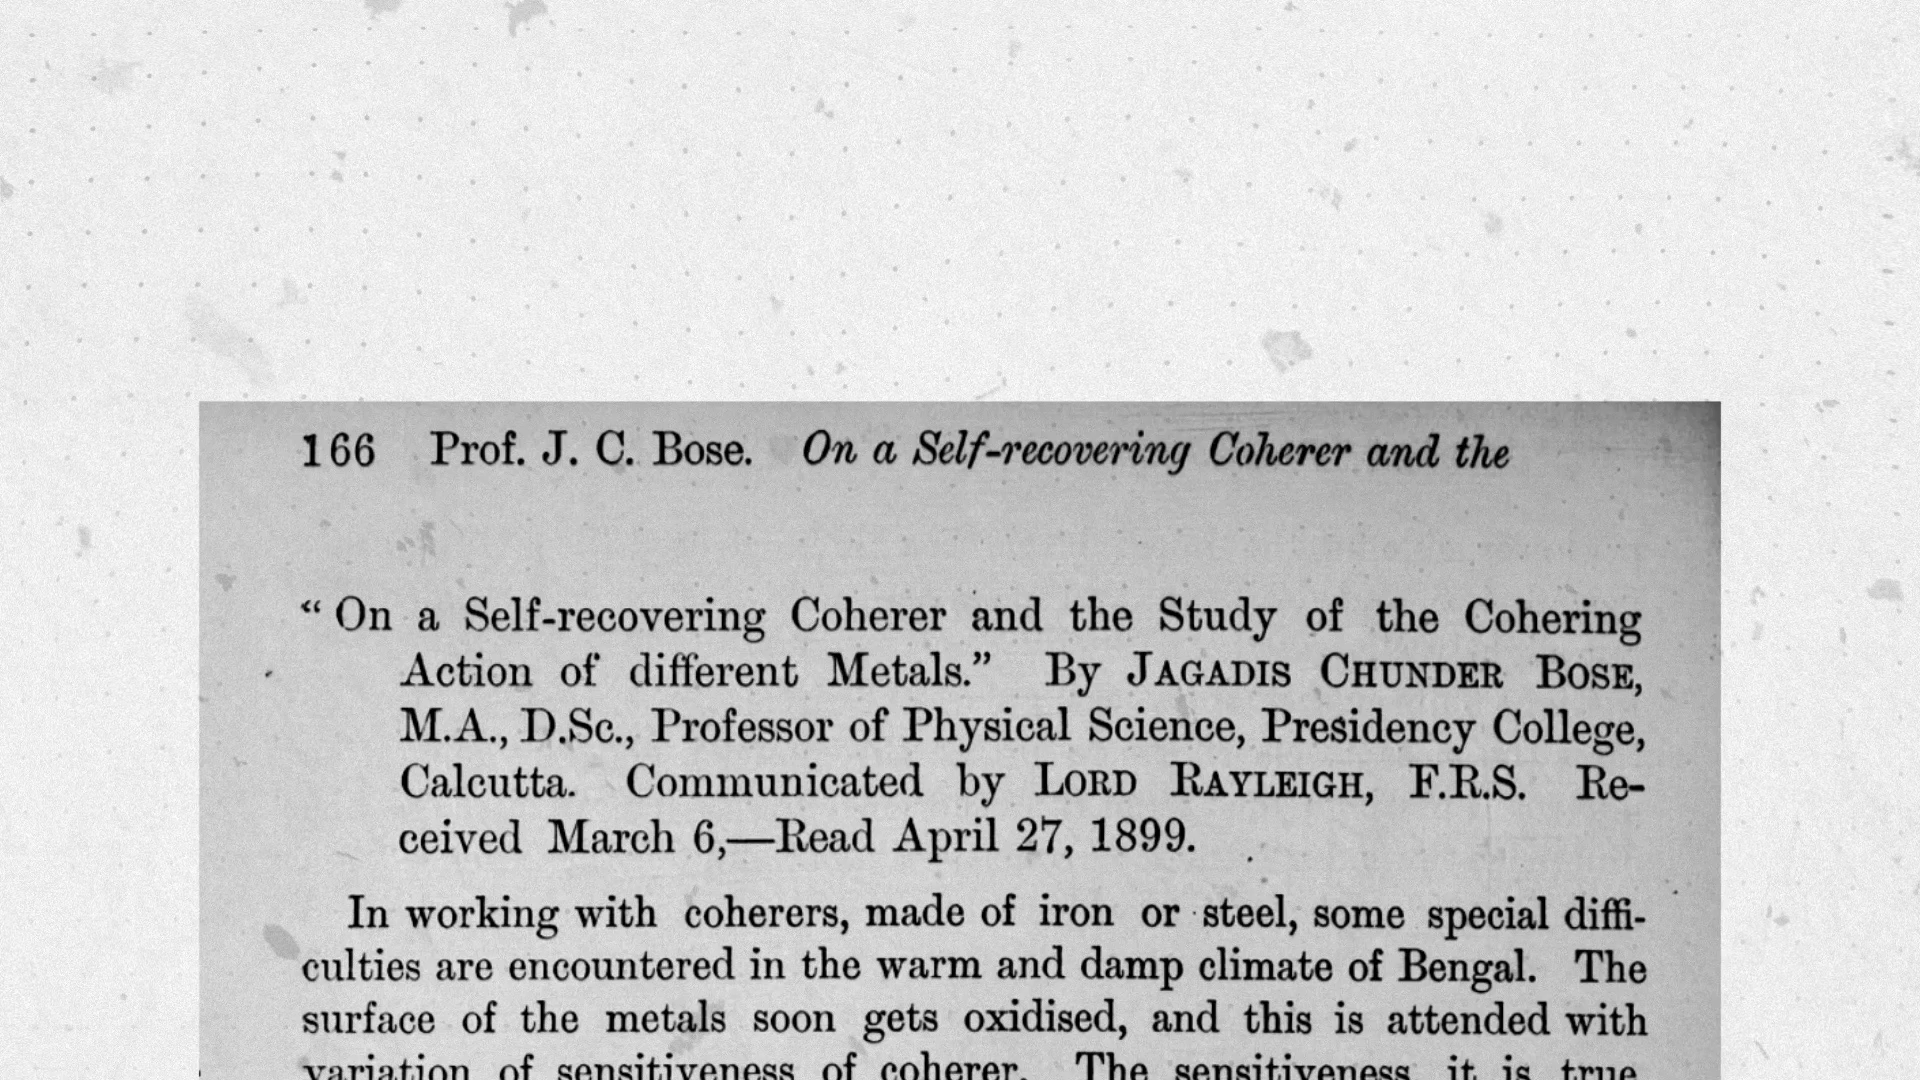 166 Prof. J. C. Bose. On a Self-recovering Coherer and the
“ On a Self-recovering Coherer and the Study of the Cohering
Action of different Metals.” By JAGADIS CHUNDER BOSE,
M.A., D.Sc., Professor of Physical Science, Presidency College,
Calcutta. Communicated by LORD RAYLEIGH, F.R.S. Re-
ceived March 6,—Read April 27, 1899.
In working with coherers, made of iron or steel, some special diffi-
culties are encountered in the warm and damp climate of Bengal. The
surface of the metals soon gets oxidised, and this is attended with
variation of sensitiveness of coherer. The sensitiveness, it is true,